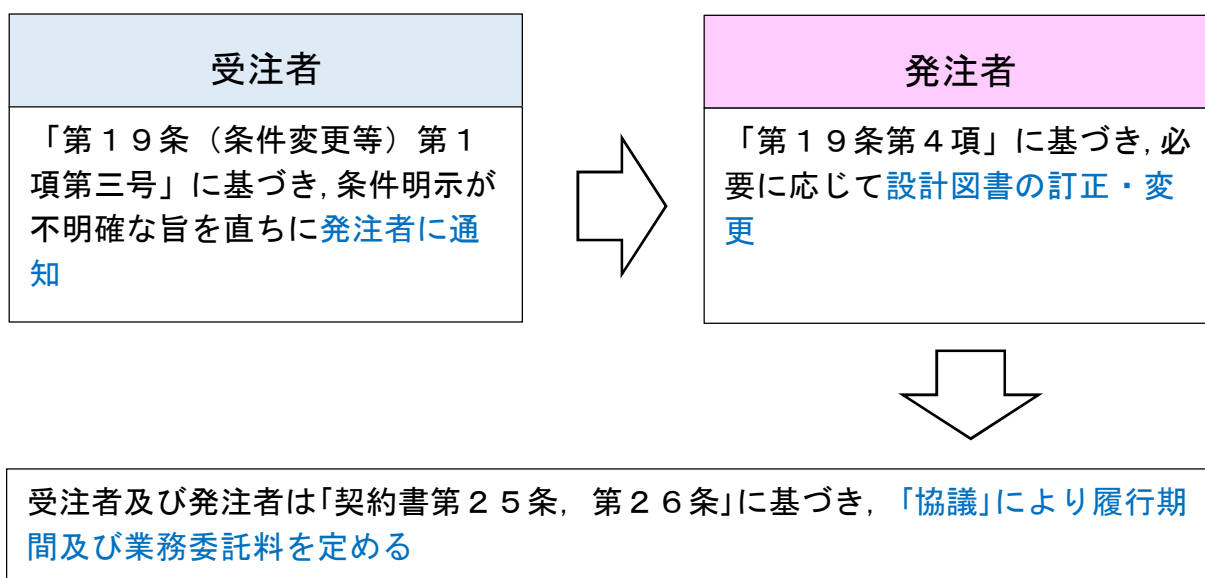 受注者
「第１９条（条件変更等）第１
項第三号」に基づき,条件明示が
不明確な旨を直ちに発注者に通
知
発注者
「第１９条第４項」に基づき,必
要に応じて設計図書の訂正・変
更
受注者及び発注者は｢契約書第２５条，第２６条｣に基づき，｢協議｣により履行期
間及び業務委託料を定める